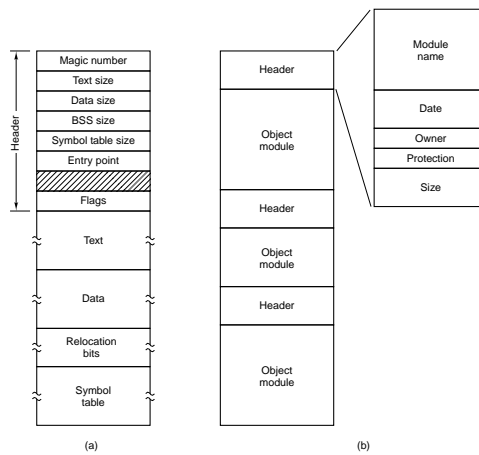 Header
Magic number
Text size
Data size
BSS size
Symbol table size
Entry point
Flags
Text
Data
Relocation
bits
Symbol
table
(a)
Header
Object
module
Header
Object
module
Header
Object
module
(b)
Module
name
Date
Owner
Protection
Size